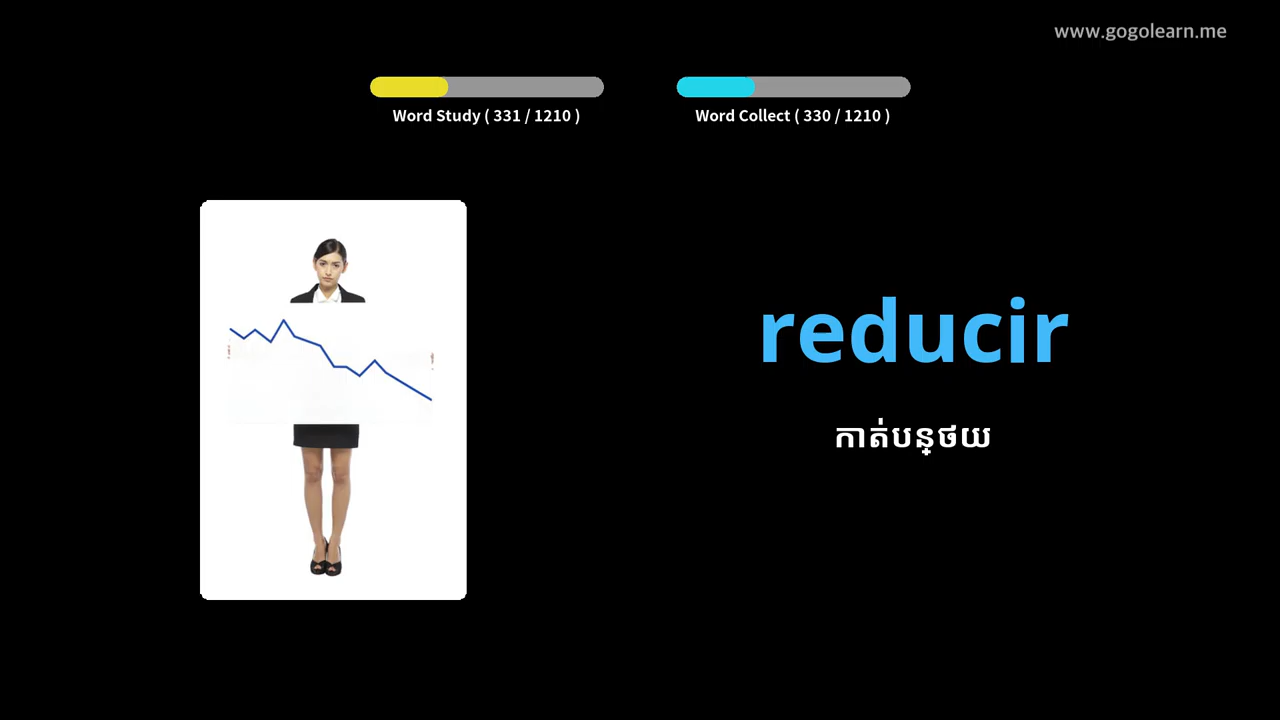 www.gogolearn.me
Word Study ( 331 / 1210 )
Word Collect ( 330 / 1210 )
reducir
កាត់បន្ថយ